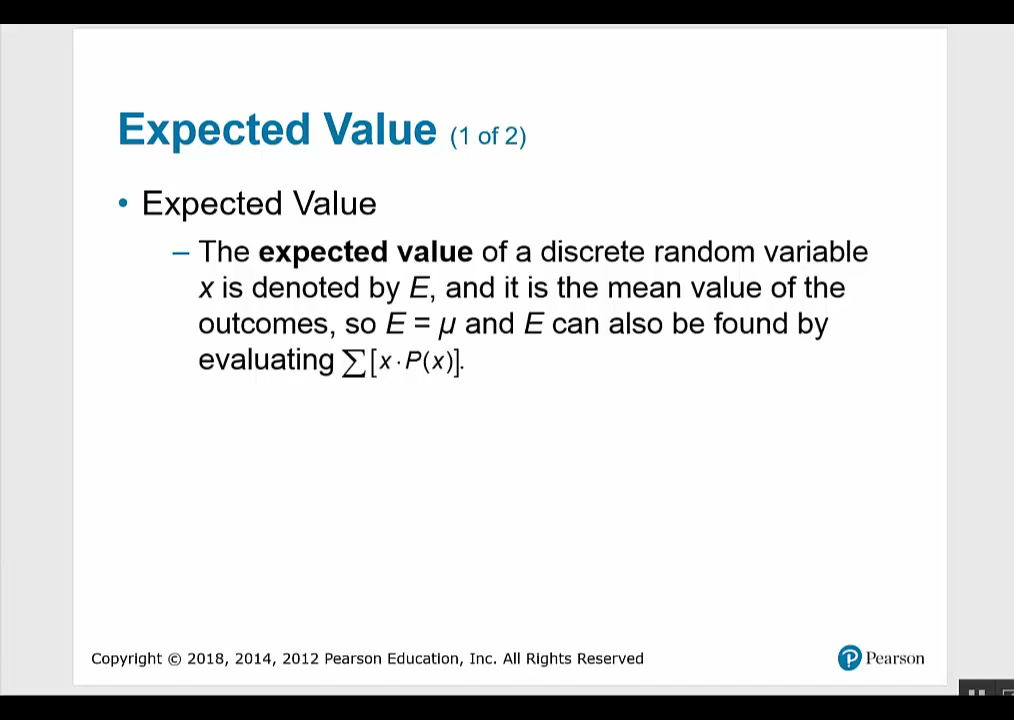 Expected Value (1 of 2)
• Expected Value
– The expected value of a discrete random variable
x is denoted by E, and it is the mean value of the
outcomes, so E = μ and E can also be found by
evaluating ∑[x · P(x)].
Copyright © 2018, 2014, 2012 Pearson Education, Inc. All Rights Reserved
P Pearson